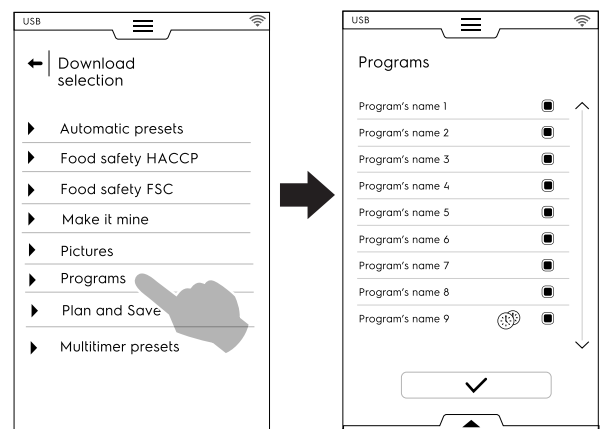 USB
Download
selection
Automatic presets
Food safety HACCP
Food safety FSC
Make it mine
Pictures
Programs
Plan and Save
Multitimer presets
USB
Programs
Program's name 1
Program's name 2
Program's name 3
Program's name 4
Program's name 5
Program's name 6
Program's name 7
Program's name 8
Program's name 9